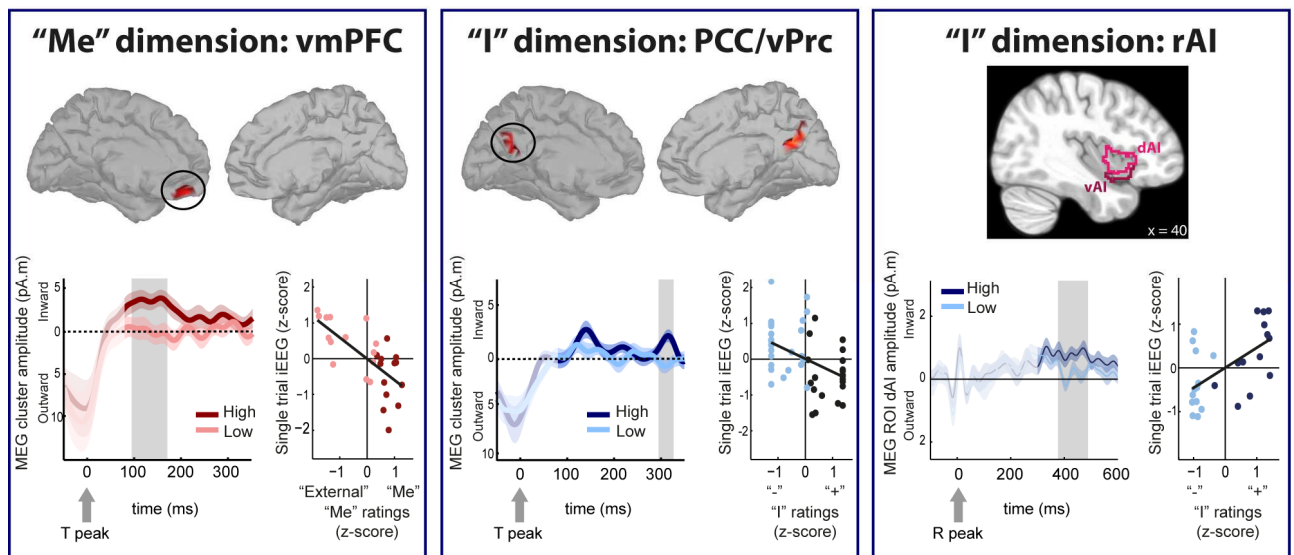 “Me” dimension: vmPFC
MEG cluster amplitude (pA.m)
Outward
Inward
5
0
5
10
High
Low
0
100
200
300
time (ms)
T peak
Single trial iEEG (z-score)
2
1
0
-1
-2
-1
0
1
“External”
“Me”
“Me” ratings
(z-score)
“I” dimension: PCC/vPrc
MEG cluster amplitude (pA.m)
Outward
Inward
5
0
5
10
High
Low
0
100
200
300
time (ms)
T peak
Single trial iEEG (z-score)
2
1
0
-1
-2
-1
0
1
“-”
“+”
“I” ratings
(z-score)
“I” dimension: rAI
dAI
vAI
x = 40
MEG ROI dAI amplitude (pA.m)
Outward
Inward
2
0
2
High
Low
0
200
400
600
time (ms)
R peak
Single trial iEEG (z-score)
1
0
-1
-1
0
1
“-”
“+”
“I” ratings
(z-score)